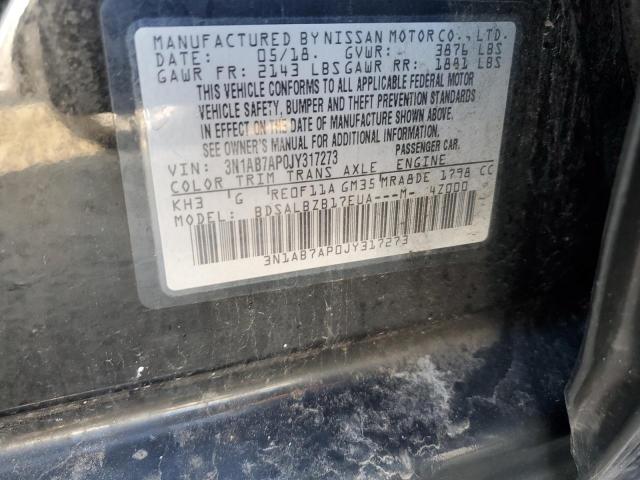 MANUFACTURED BY NISSAN MOTOR CO., LTD.
DATE: 05/18. GVWR: 3876 LBS
GAWR FR: 2143 LBS GAWR RR: 1881 LBS
THIS VEHICLE CONFORMS TO ALL APPLICABLE FEDERAL MOTOR
VEHICLE SAFETY, BUMPER AND THEFT PREVENTION STANDARDS
IN EFFECT ON THE DATE OF MANUFACTURE SHOWN ABOVE.
SEE OWNER'S MANUAL FOR ADDITIONAL INFORMATION.
VIN: 3N1AB7AP0JY317273 PASSENGER CAR.
COLOR TRIM TRANS AXLE ENGINE
KH3 G RE0F11A GM35 MRA8DE 1798 CC
MODEL: BDSALBZB17EUA---M- 4Z000
3N1AB7AP0JY317273